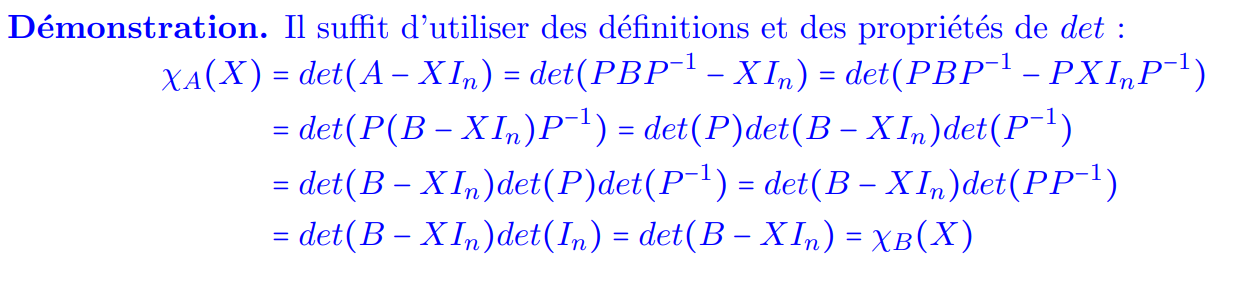 Démonstration. Il suffit d'utiliser des définitions et des propriétés de det :
χ_A(X) = det(A − XI_n) = det(PBP⁻¹ − XI_n) = det(PBP⁻¹ − PXI_nP⁻¹)
= det(P(B − XI_n)P⁻¹) = det(P)det(B − XI_n)det(P⁻¹)
= det(B − XI_n)det(P)det(P⁻¹) = det(B − XI_n)det(PP⁻¹)
= det(B − XI_n)det(I_n) = det(B − XI_n) = χ_B(X)